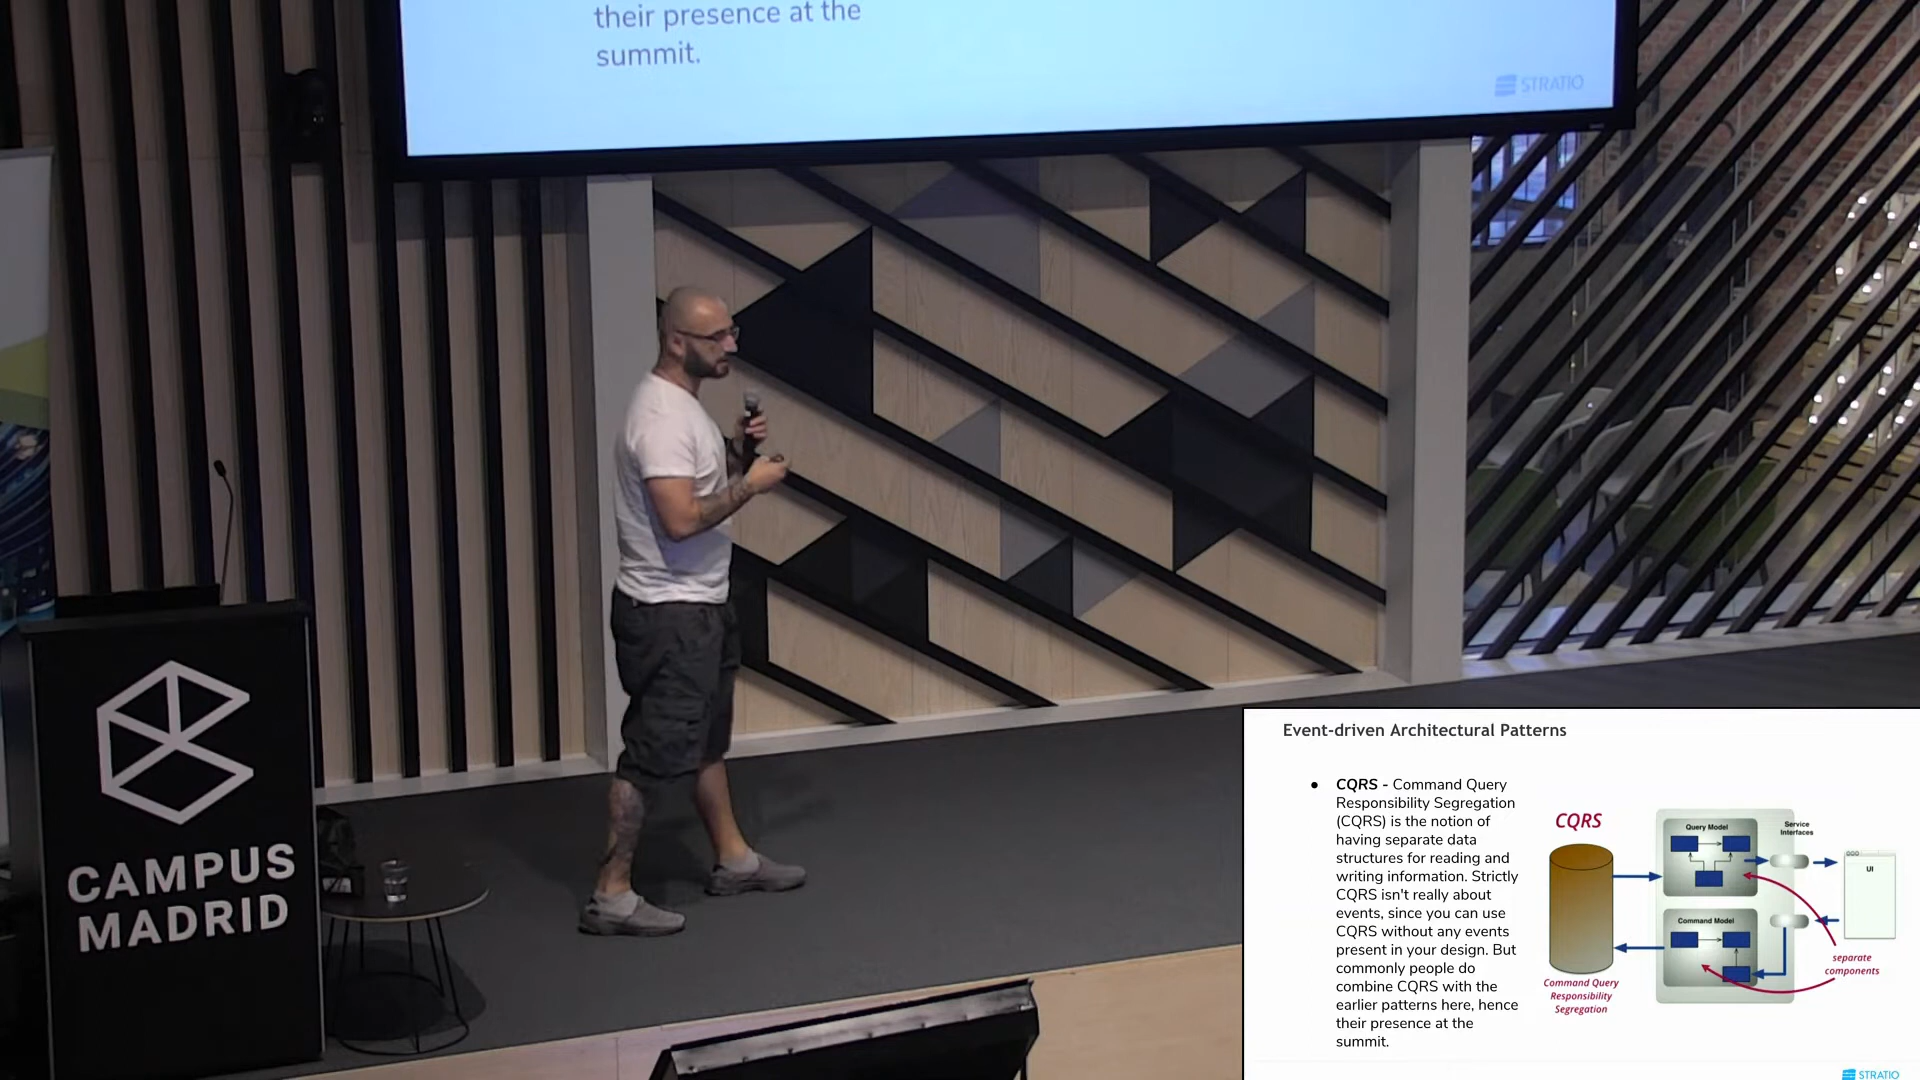 their presence at the
summit.
STRATIO
CAMPUS
MADRID
Event-driven Architectural Patterns
● CQRS - Command Query
Responsibility Segregation
(CQRS) is the notion of
having separate data
structures for reading and
writing information. Strictly
CQRS isn't really about
events, since you can use
CQRS without any events
present in your design. But
commonly people do
combine CQRS with the
earlier patterns here, hence
their presence at the
summit.
CQRS
Command Query
Responsibility
Segregation
Query Model
Service
Interfaces
UI
Command Model
separate
components
STRATIO